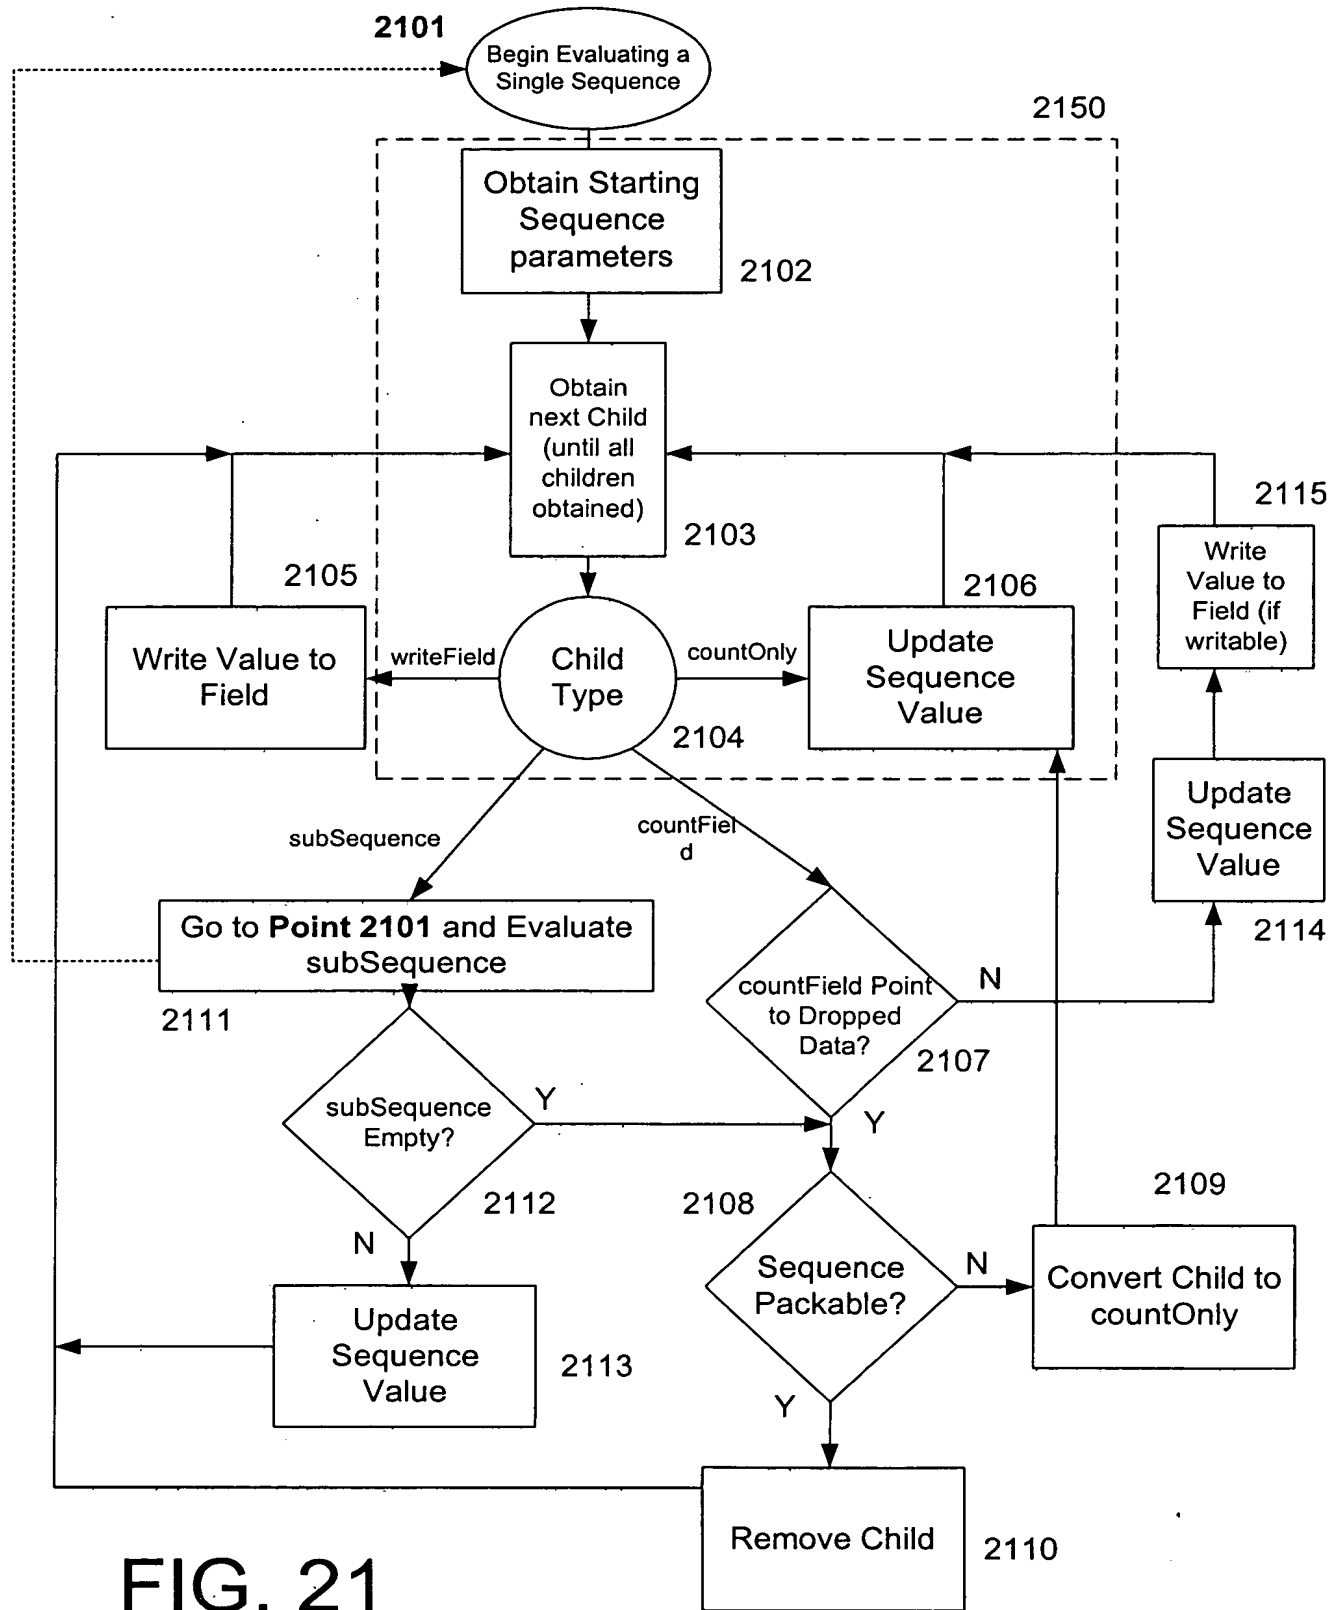 2101
Begin Evaluating a
Single Sequence
2150
Obtain Starting
Sequence
parameters
2102
Obtain
next Child
(until all
children
obtained)
2103
2115
Write
Value to
Field (if
writable)
2105
Write Value to
Field
writeField
Child
Type
2104
countOnly
2106
Update
Sequence
Value
Update
Sequence
Value
2114
subSequence
countFiel
d
Go to Point 2101 and Evaluate
subSequence
2111
countField Point
to Dropped
Data?
2107
N
Y
subSequence
Empty?
Y
2112
N
2108
Sequence
Packable?
N
Y
2109
Convert Child to
countOnly
Update
Sequence
Value
2113
Remove Child
2110
FIG. 21